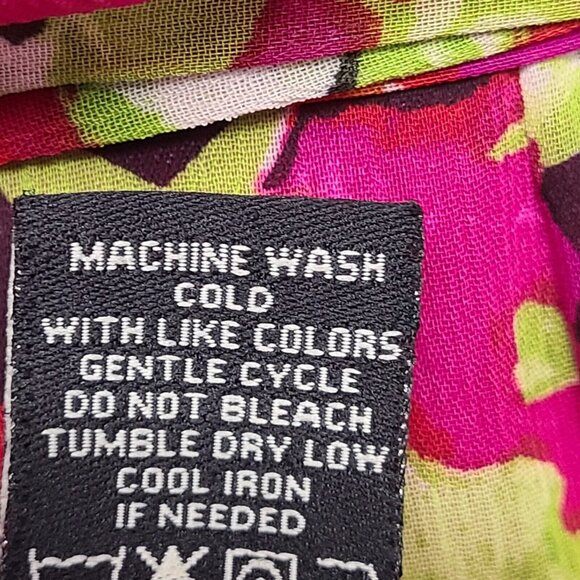 MACHINE WASH
COLD
WITH LIKE COLORS
GENTLE CYCLE
DO NOT BLEACH
TUMBLE DRY LOW
COOL IRON
IF NEEDED